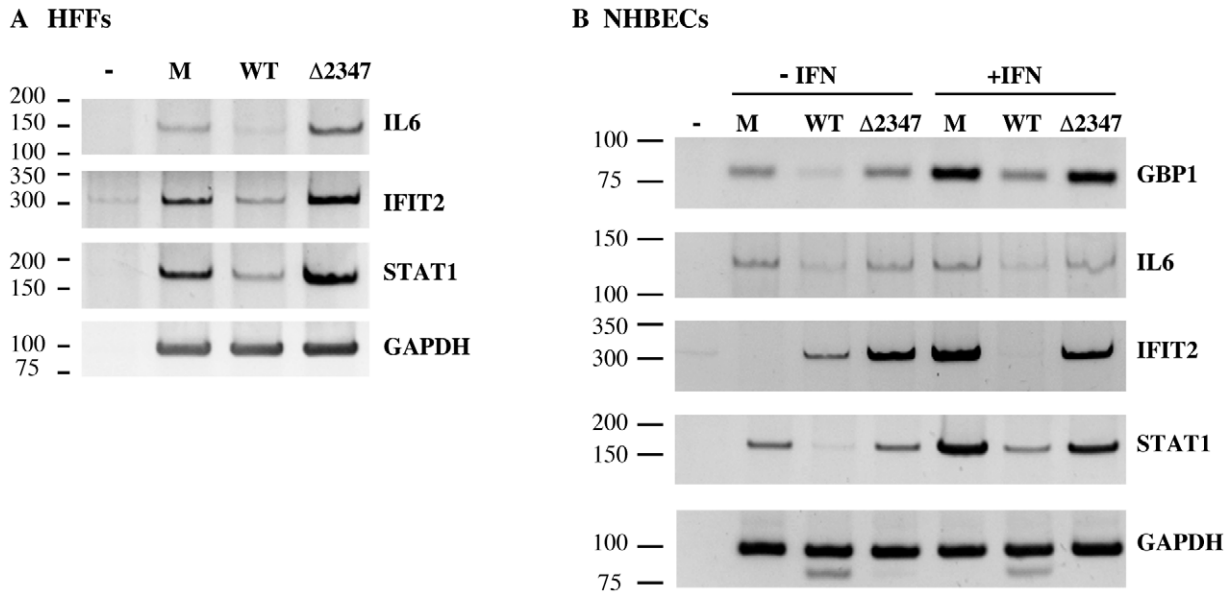 A HFFs
- M WT Δ2347
200
150
100
IL6
350
300
IFIT2
200
150
STAT1
100
75
GAPDH
B NHBECs
- IFN +IFN
- M WT Δ2347 M WT Δ2347
100
75
GBP1
150
100
IL6
350
300
IFIT2
200
150
STAT1
100
75
GAPDH